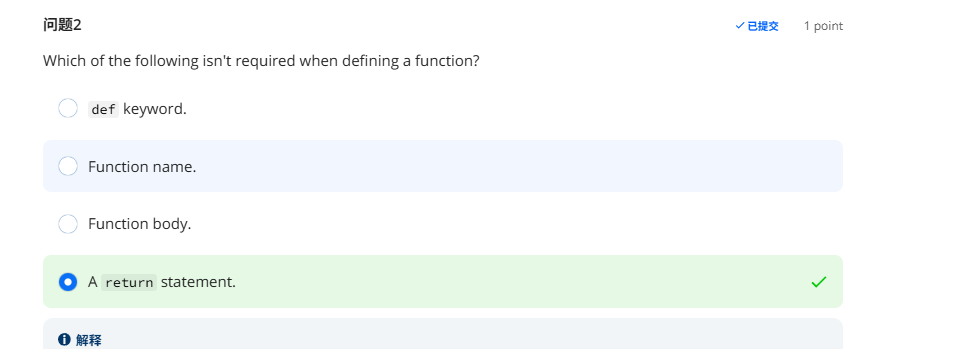 问题2 已提交 1 point
Which of the following isn't required when defining a function?
def keyword.
Function name.
Function body.
A return statement.
解释